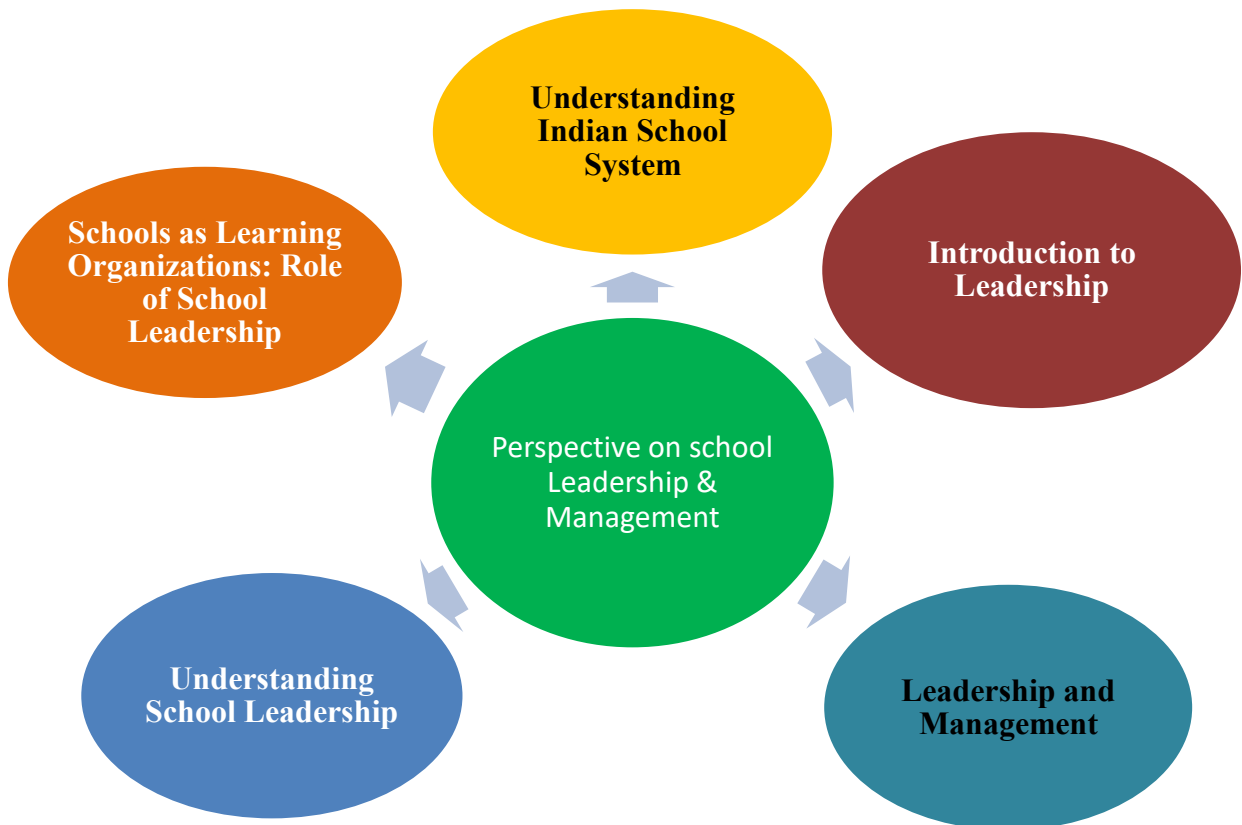 Understanding
Indian School
System
Introduction to
Leadership
Leadership and
Management
Understanding
School Leadership
Schools as Learning
Organizations: Role
of School
Leadership
Perspective on school
Leadership &
Management